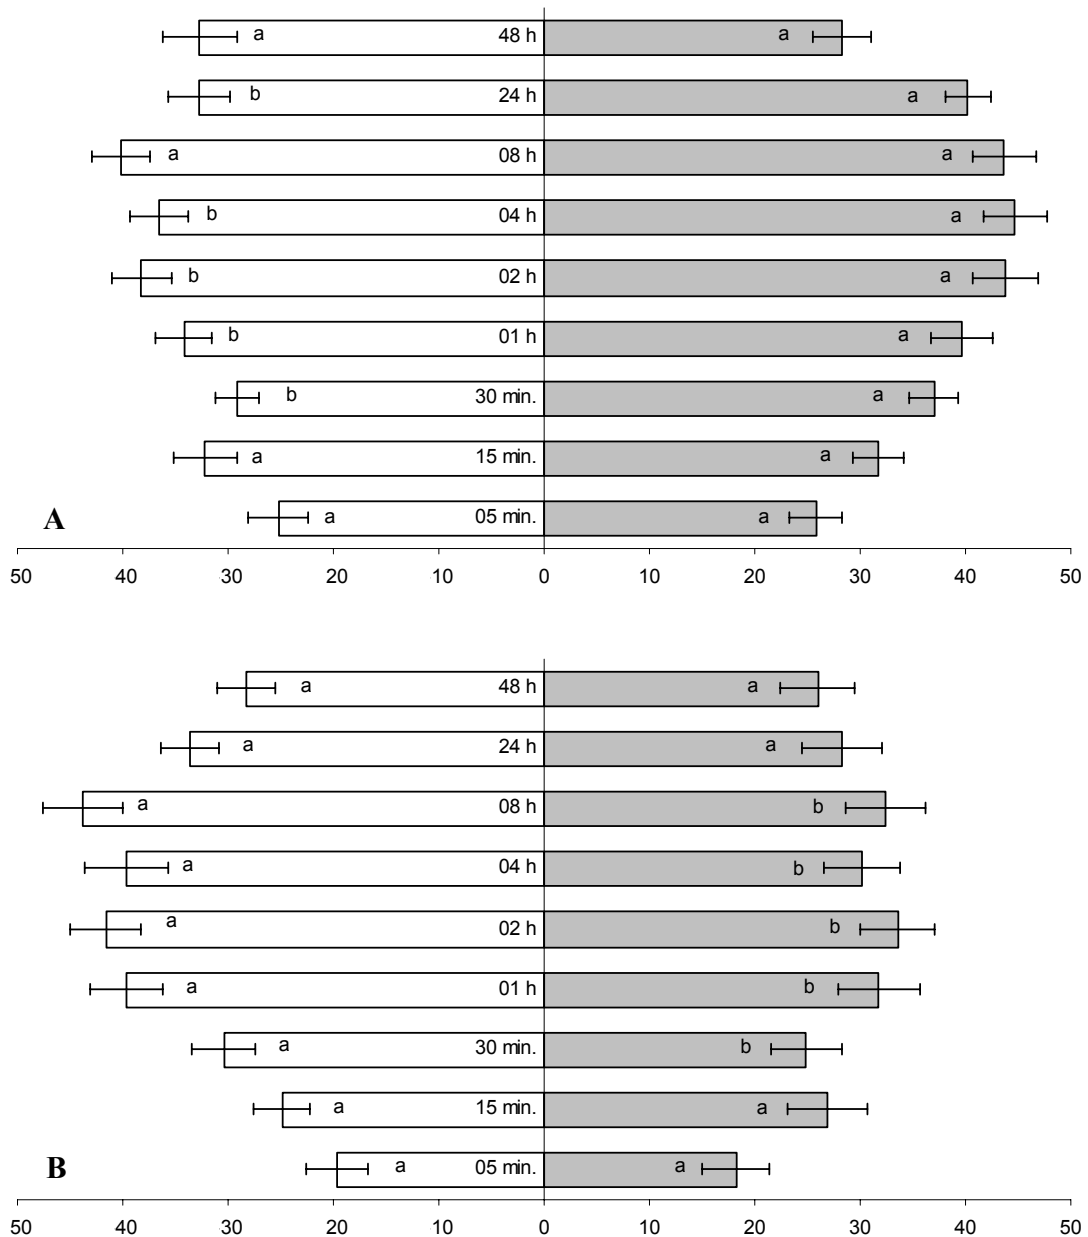 a 48 h a
b 24 h a
a 08 h a
b 04 h a
b 02 h a
b 01 h a
b 30 min. a
a 15 min. a
A a 05 min. a
50 40 30 20 10 0 10 20 30 40 50
a 48 h a
a 24 h a
a 08 h b
a 04 h b
a 02 h b
a 01 h b
a 30 min. b
a 15 min. a
B a 05 min. a
50 40 30 20 10 0 10 20 30 40 50